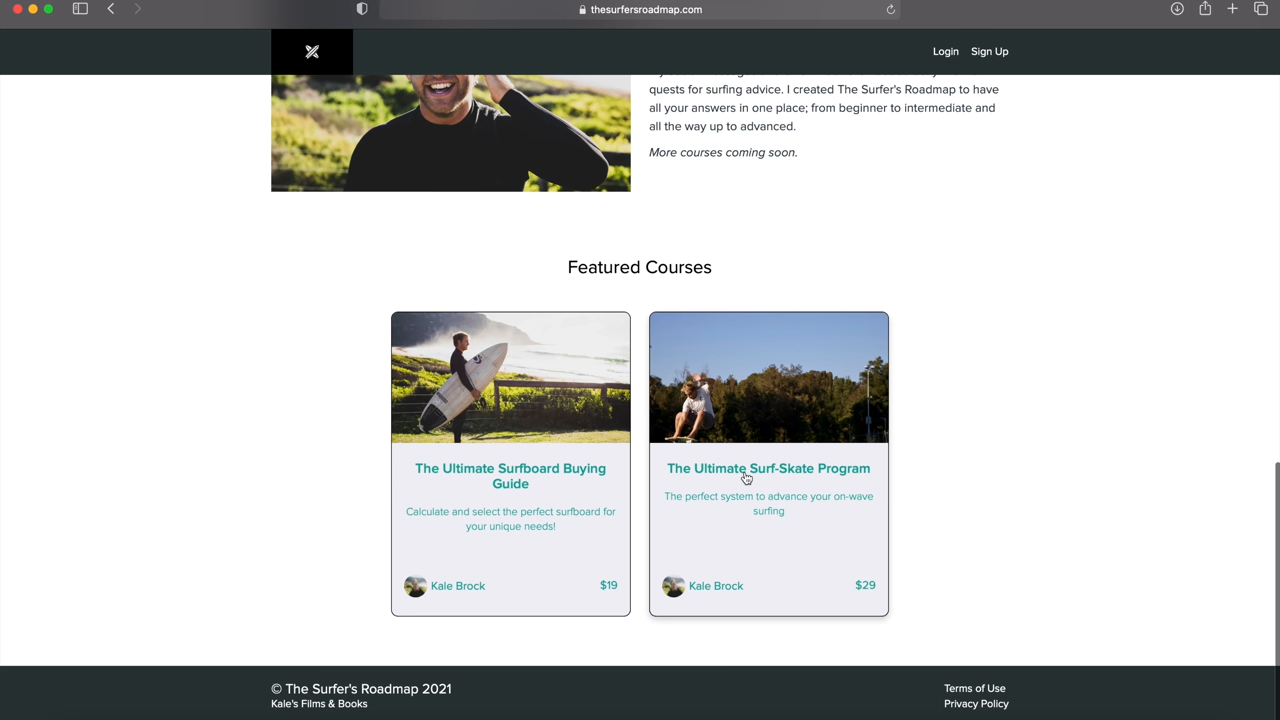 thesurfersroadmap.com
Login Sign Up
quests for surfing advice. I created The Surfer's Roadmap to have
all your answers in one place; from beginner to intermediate and
all the way up to advanced.
More courses coming soon.
Featured Courses
The Ultimate Surfboard Buying
Guide
Calculate and select the perfect surfboard for
your unique needs!
Kale Brock $19
The Ultimate Surf-Skate Program
The perfect system to advance your on-wave
surfing
Kale Brock $29
© The Surfer's Roadmap 2021
Kale's Films & Books
Terms of Use
Privacy Policy